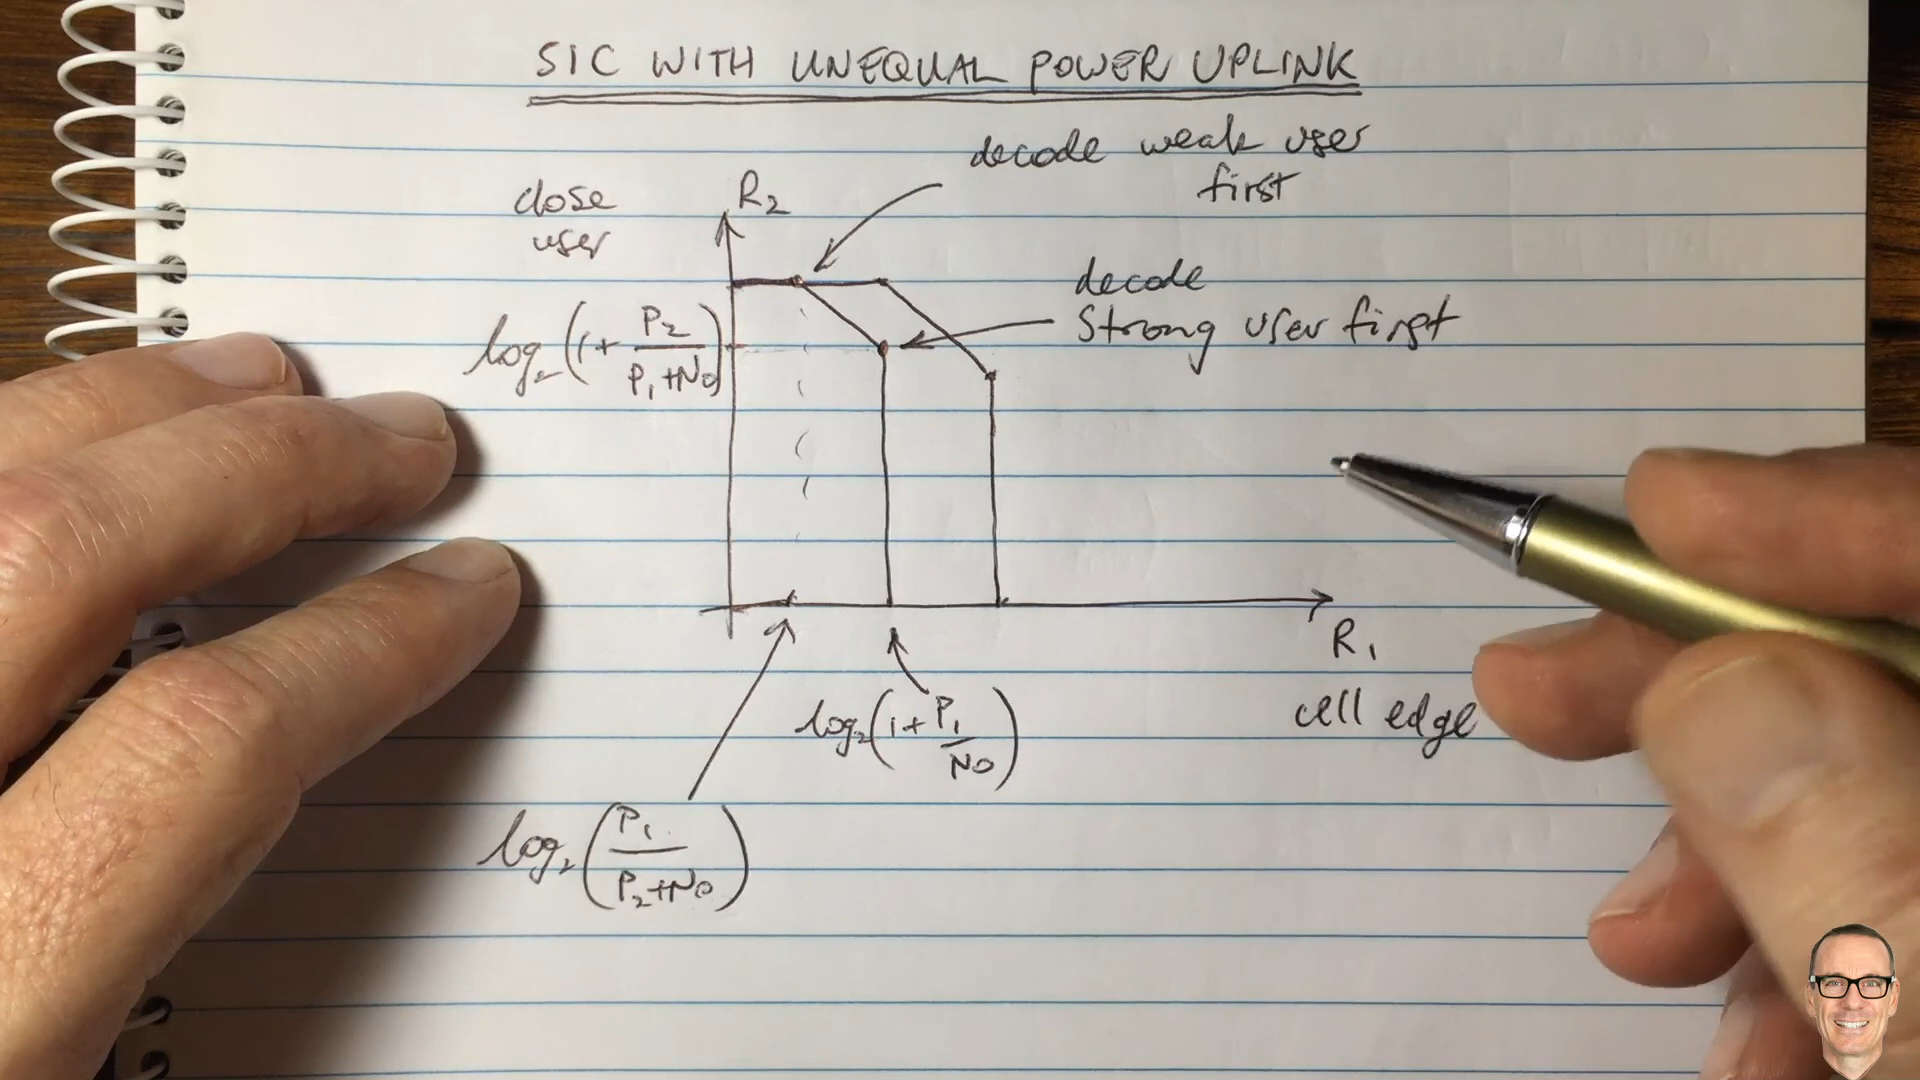 SIC WITH UNEQUAL POWER UPLINK
decode weak user
first
close
user
R₂
decode
Strong user first
log₂(1+P₂/(P₁+N₀))
R₁
cell edge
log₂(1+P₁/N₀)
log₂(P₁/(P₂+N₀))